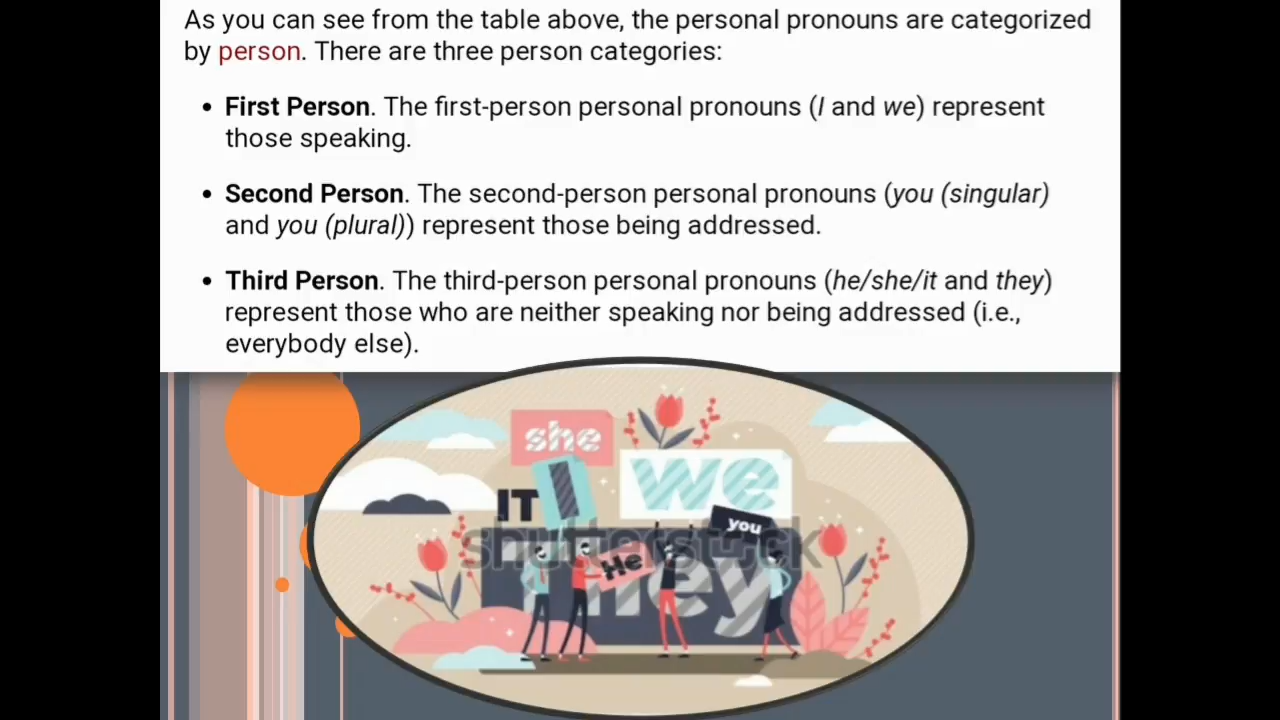 As you can see from the table above, the personal pronouns are categorized
by person. There are three person categories:
• First Person. The first-person personal pronouns (I and we) represent
those speaking.
• Second Person. The second-person personal pronouns (you (singular)
and you (plural)) represent those being addressed.
• Third Person. The third-person personal pronouns (he/she/it and they)
represent those who are neither speaking nor being addressed (i.e.,
everybody else).
she
we
I
IT
you
shutterstock
He
They